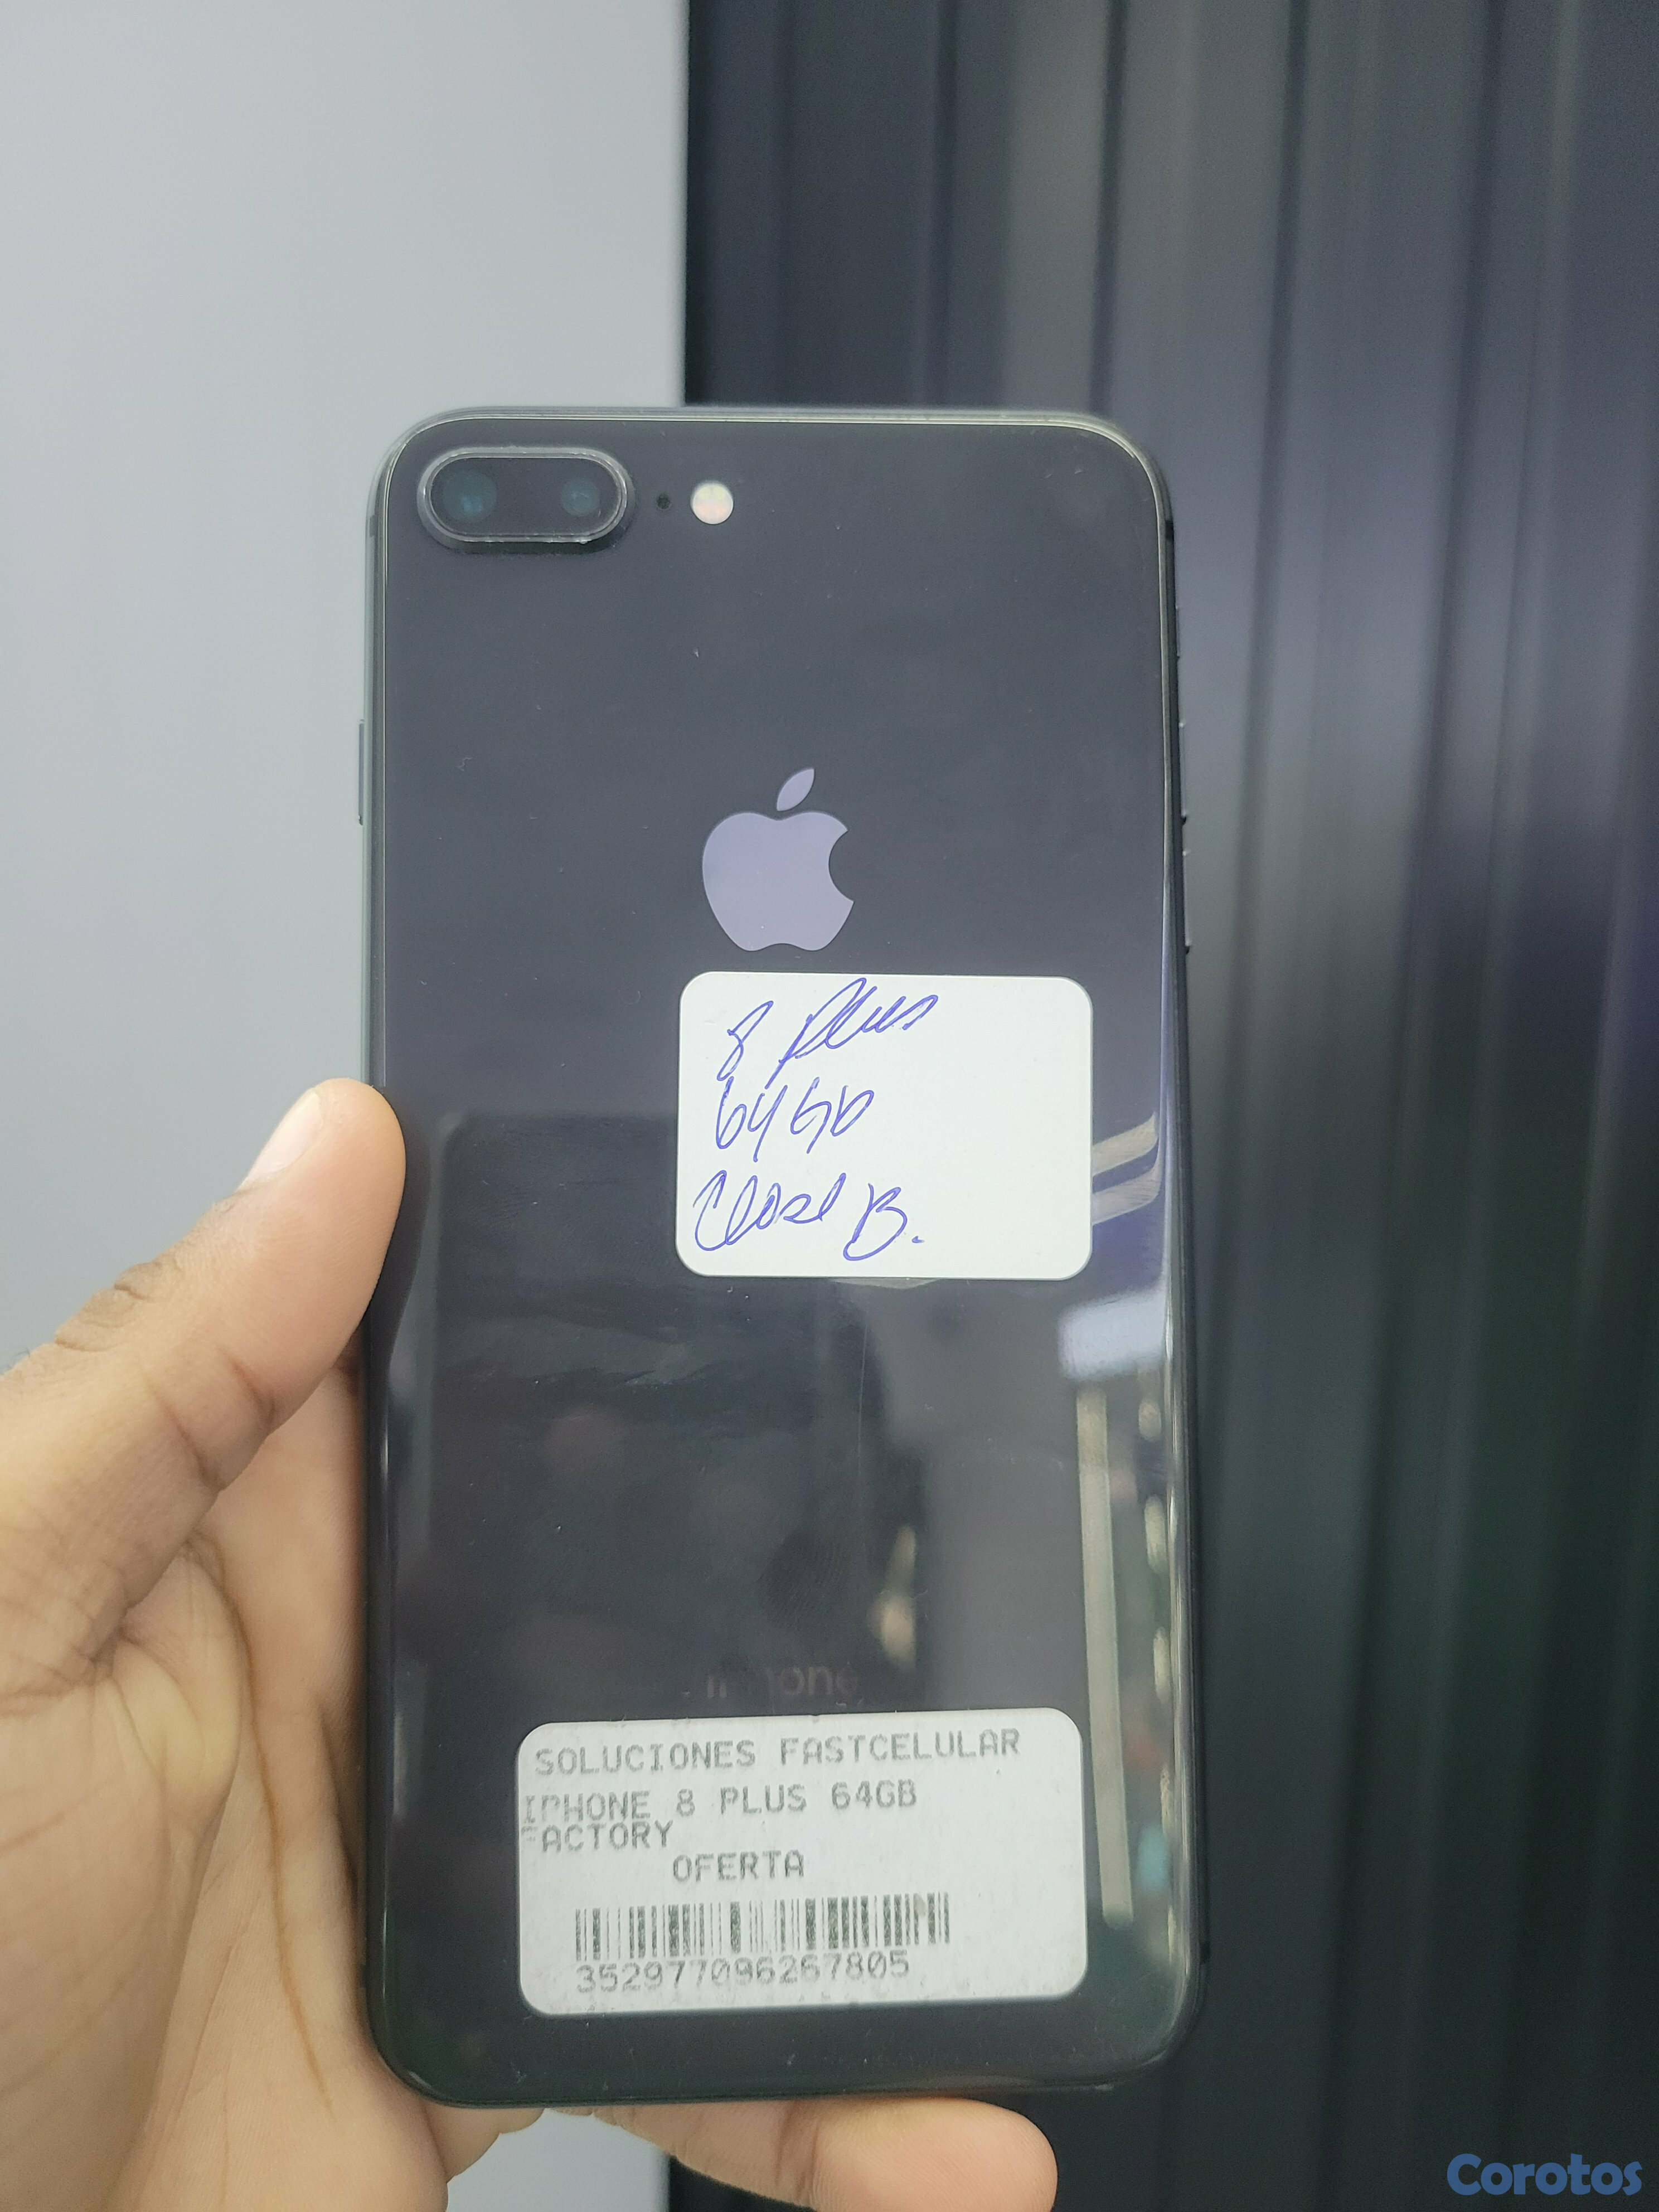 8 Plus
64 Gb
Clase B.
iPhone
SOLUCIONES FASTCELULAR
IPHONE 8 PLUS 64GB
FACTORY
OFERTA
352977096267805
Corotos